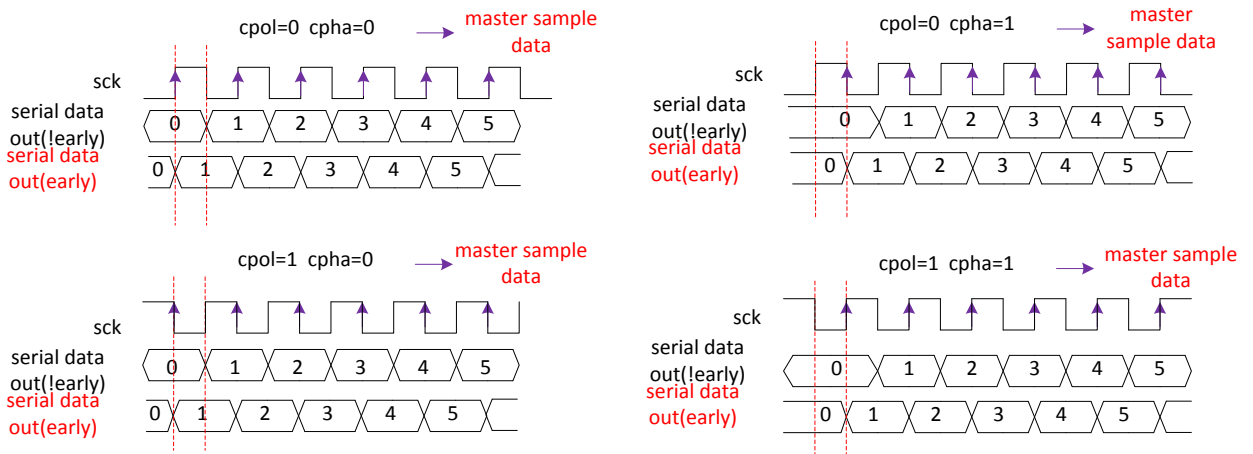 cpol=0 cpha=0
master sample
data
sck
serial data
out(!early)
0 1 2 3 4 5
serial data
out(early)
0 1 2 3 4 5
cpol=0 cpha=1
master
sample data
sck
serial data
out(!early)
0 1 2 3 4 5
serial data
out(early)
0 1 2 3 4 5
cpol=1 cpha=0
master sample
data
sck
serial data
out(!early)
0 1 2 3 4 5
serial data
out(early)
0 1 2 3 4 5
cpol=1 cpha=1
master sample
data
sck
serial data
out(!early)
0 1 2 3 4 5
serial data
out(early)
0 1 2 3 4 5